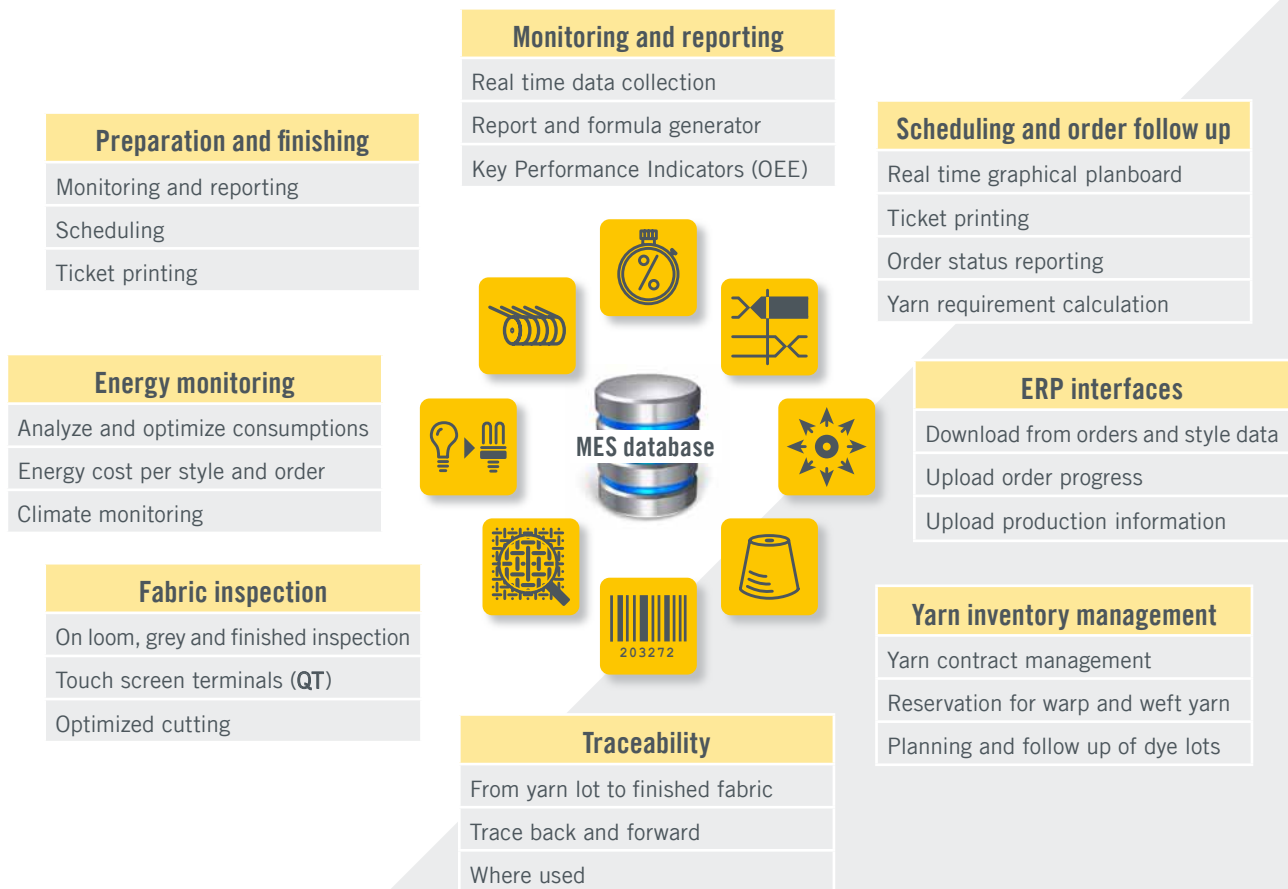 Monitoring and reporting
Real time data collection
Report and formula generator
Key Performance Indicators (OEE)
Preparation and finishing
Monitoring and reporting
Scheduling
Ticket printing
Scheduling and order follow up
Real time graphical planboard
Ticket printing
Order status reporting
Yarn requirement calculation
Energy monitoring
Analyze and optimize consumptions
Energy cost per style and order
Climate monitoring
%
MES database
ERP interfaces
Download from orders and style data
Upload order progress
Upload production information
Fabric inspection
On loom, grey and finished inspection
Touch screen terminals (QT)
Optimized cutting
203272
Yarn inventory management
Yarn contract management
Reservation for warp and weft yarn
Planning and follow up of dye lots
Traceability
From yarn lot to finished fabric
Trace back and forward
Where used